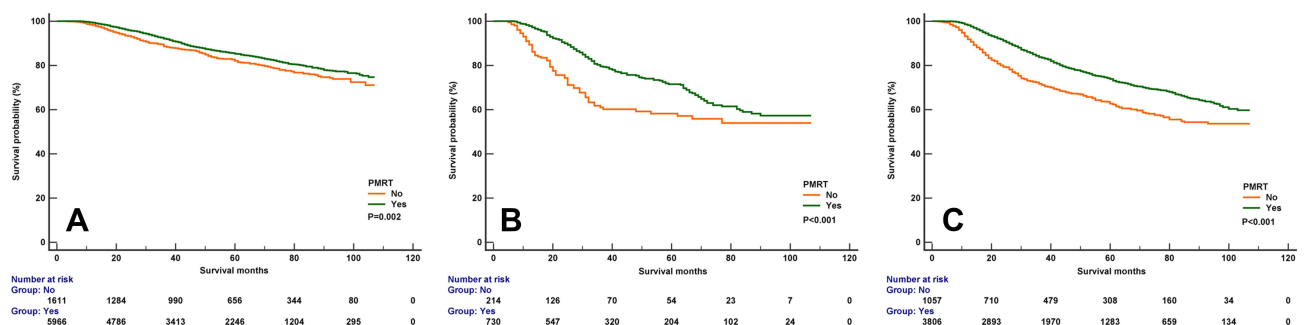 100
80
60
40
20
0
Survival probability (%)
A
PMRT
No
Yes
P=0.002
0 20 40 60 80 100 120
Survival months
Number at risk
Group: No
1611 1284 990 656 344 80 0
Group: Yes
5966 4786 3413 2246 1204 295 0
100
80
60
40
20
0
Survival probability (%)
B
PMRT
No
Yes
P<0.001
0 20 40 60 80 100 120
Survival months
Number at risk
Group: No
214 126 70 54 23 7 0
Group: Yes
730 547 320 204 102 24 0
100
80
60
40
20
0
Survival probability (%)
C
PMRT
No
Yes
P<0.001
0 20 40 60 80 100 120
Survival months
Number at risk
Group: No
1057 710 479 308 160 34 0
Group: Yes
3806 2893 1970 1283 659 134 0